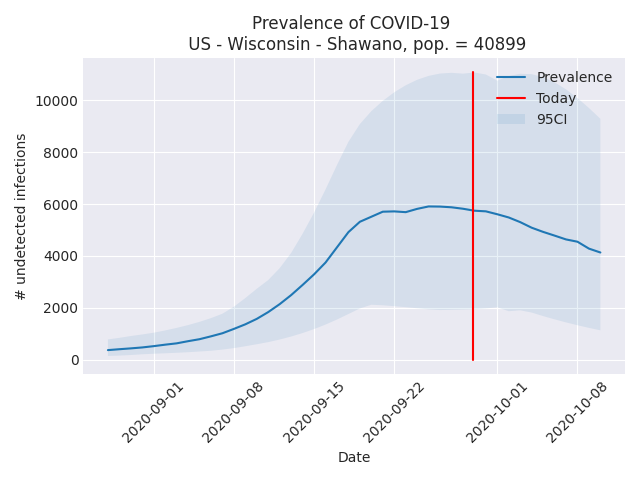 Prevalence of COVID-19
US - Wisconsin - Shawano, pop. = 40899
Prevalence
Today
95CI
10000
8000
6000
4000
2000
0
# undetected infections
2020-09-01
2020-09-08
2020-09-15
2020-09-22
2020-10-01
2020-10-08
Date